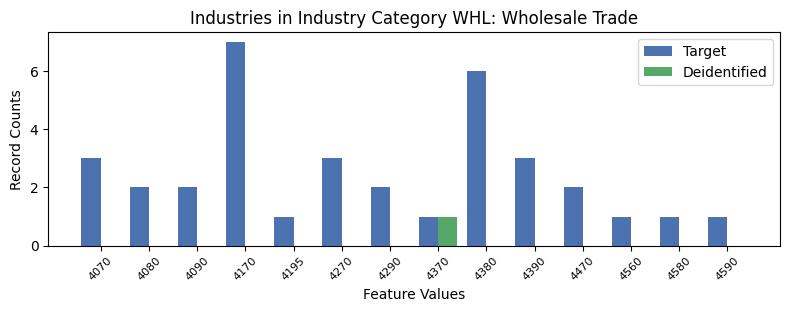 Industries in Industry Category WHL: Wholesale Trade
Target
Deidentified
Record Counts
6
4
2
0
4070 4080 4090 4170 4195 4270 4290 4370 4380 4390 4470 4560 4580 4590
Feature Values